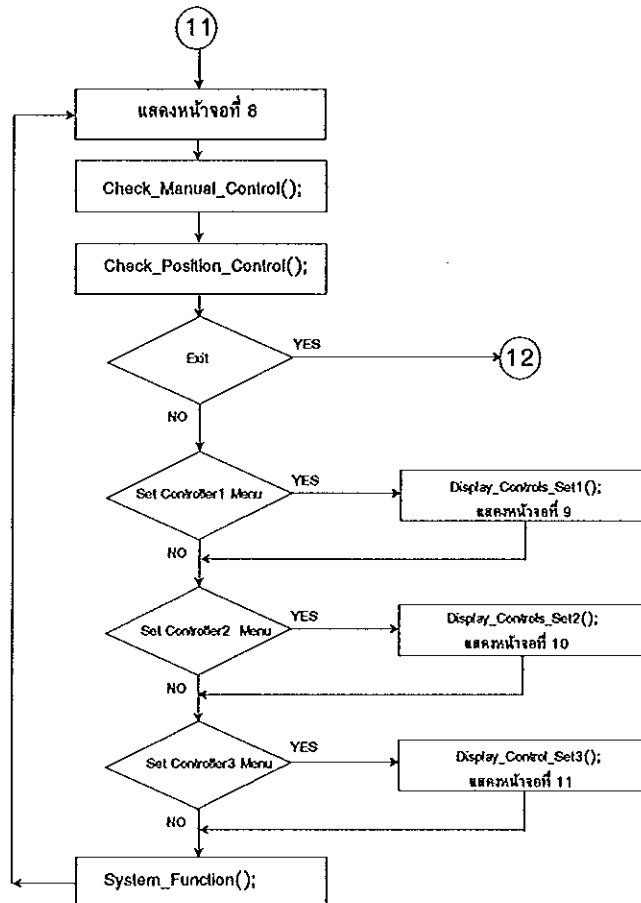 11
แสดงหน้าจอที่ 8
Check_Manual_Control();
Check_Position_Control();
Exit
YES
12
NO
Set Controller1 Menu
YES
Display_Controls_Set1();
แสดงหน้าจอที่ 9
NO
Set Controller2 Menu
YES
Display_Controls_Set2();
แสดงหน้าจอที่ 10
NO
Set Controller3 Menu
YES
Display_Control_Set3();
แสดงหน้าจอที่ 11
NO
System_Function();